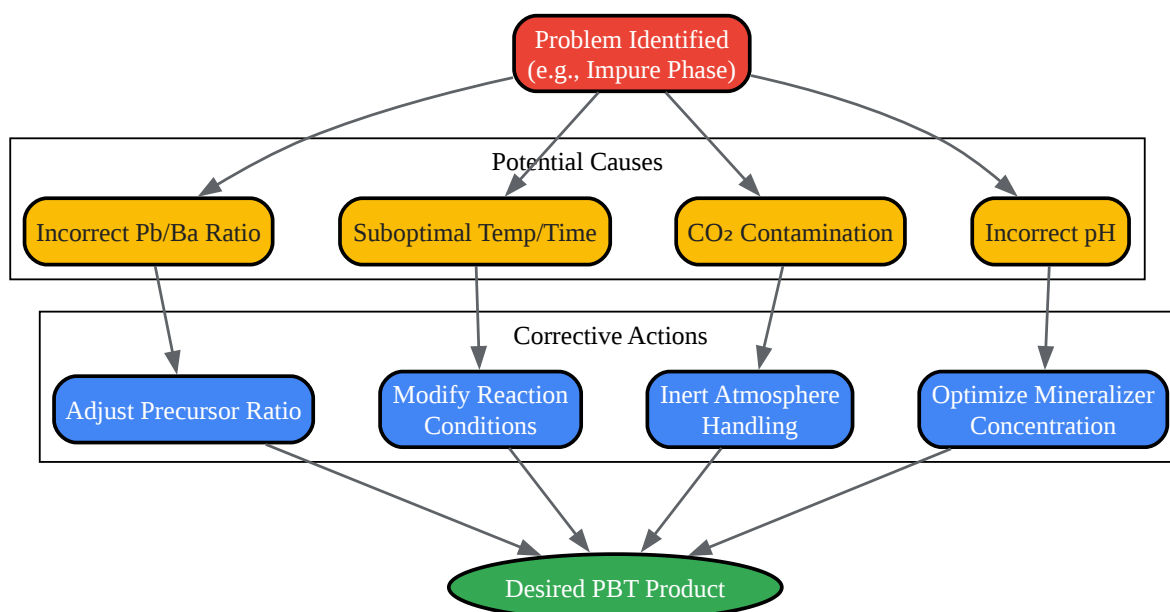 Problem Identified
(e.g., Impure Phase)
Potential Causes
Incorrect Pb/Ba Ratio
Suboptimal Temp/Time
CO₂ Contamination
Incorrect pH
Corrective Actions
Adjust Precursor Ratio
Modify Reaction
Conditions
Inert Atmosphere
Handling
Optimize Mineralizer
Concentration
Desired PBT Product